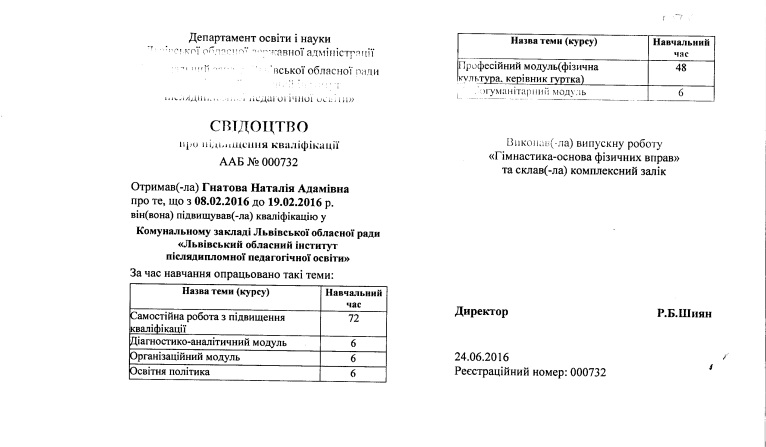 Департамент освіти і науки
Львівської обласної державної адміністрації
Львівської обласної ради
післядипломної педагогічної освіти»
СВІДОЦТВО
про підвищення кваліфікації
ААБ № 000732
Отримав(-ла) Гнатова Наталія Адамівна
про те, що з 08.02.2016 до 19.02.2016 р.
він(вона) підвищував(-ла) кваліфікацію у
Комунальному закладі Львівської обласної ради
«Львівський обласний інститут
післядипломної педагогічної освіти»
За час навчання опрацьовано такі теми:
Назва теми (курсу) Навчальний
час
Самостійна робота з підвищення 72
кваліфікації
Діагностико-аналітичний модуль 6
Організаційний модуль 6
Освітня політика 6
Назва теми (курсу) Навчальний
час
Професійний модуль(фізична 48
культура, керівник гуртка)
модуль 6
Виконав(-ла) випускну роботу
«Гімнастика-основа фізичних вправ»
та склав(-ла) комплексний залік
Директор Р.Б.Шиян
24.06.2016
Реєстраційний номер: 000732